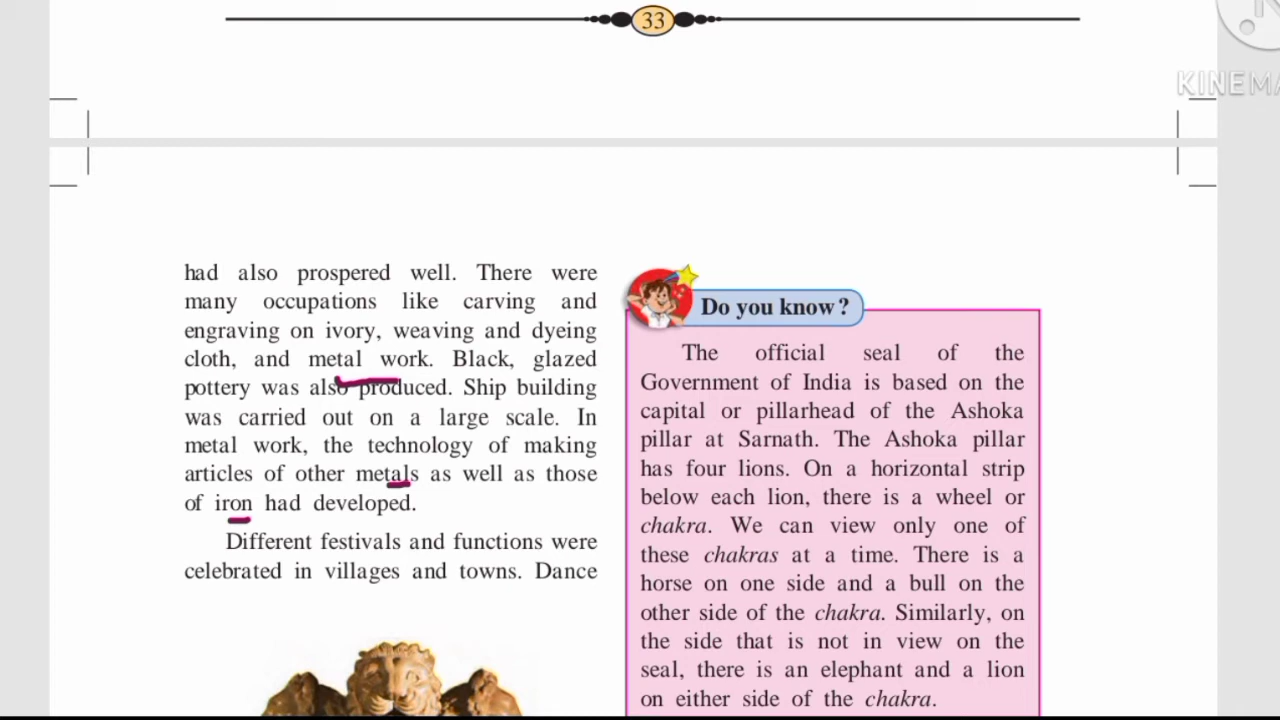 33
KINEMA
had also prospered well. There were
many occupations like carving and
engraving on ivory, weaving and dyeing
cloth, and metal work. Black, glazed
pottery was also produced. Ship building
was carried out on a large scale. In
metal work, the technology of making
articles of other metals as well as those
of iron had developed.
Different festivals and functions were
celebrated in villages and towns. Dance
Do you know?
The official seal of the
Government of India is based on the
capital or pillarhead of the Ashoka
pillar at Sarnath. The Ashoka pillar
has four lions. On a horizontal strip
below each lion, there is a wheel or
chakra. We can view only one of
these chakras at a time. There is a
horse on one side and a bull on the
other side of the chakra. Similarly, on
the side that is not in view on the
seal, there is an elephant and a lion
on either side of the chakra.